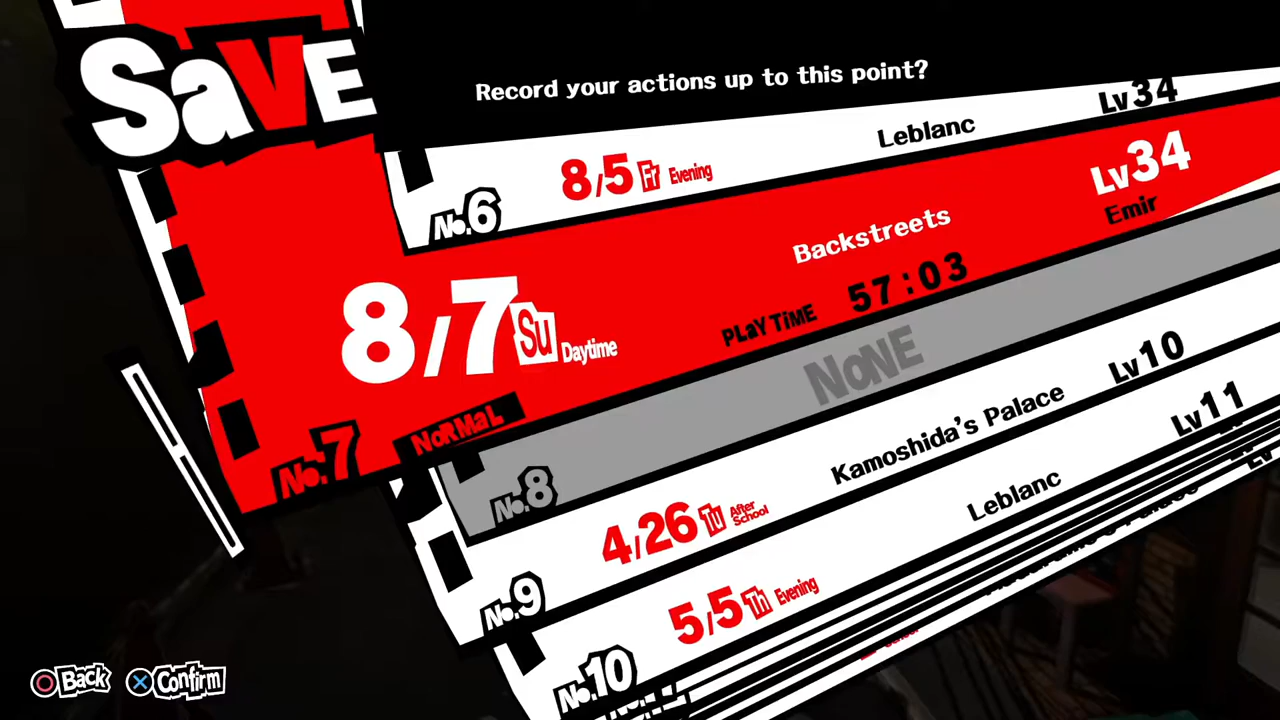 SaVE
Record your actions up to this point?
No.6 8/5 Fr Evening Leblanc Lv34
No.7 8/7 Su Daytime Backstreets Lv34
PLaY TiME 57:03 Emir
NoRMaL
No.8 NoNE
No.9 4/26 Tu After School Kamoshida's Palace Lv10
No.10 5/5 Th Evening Leblanc Lv11
Lv
Back Confirm